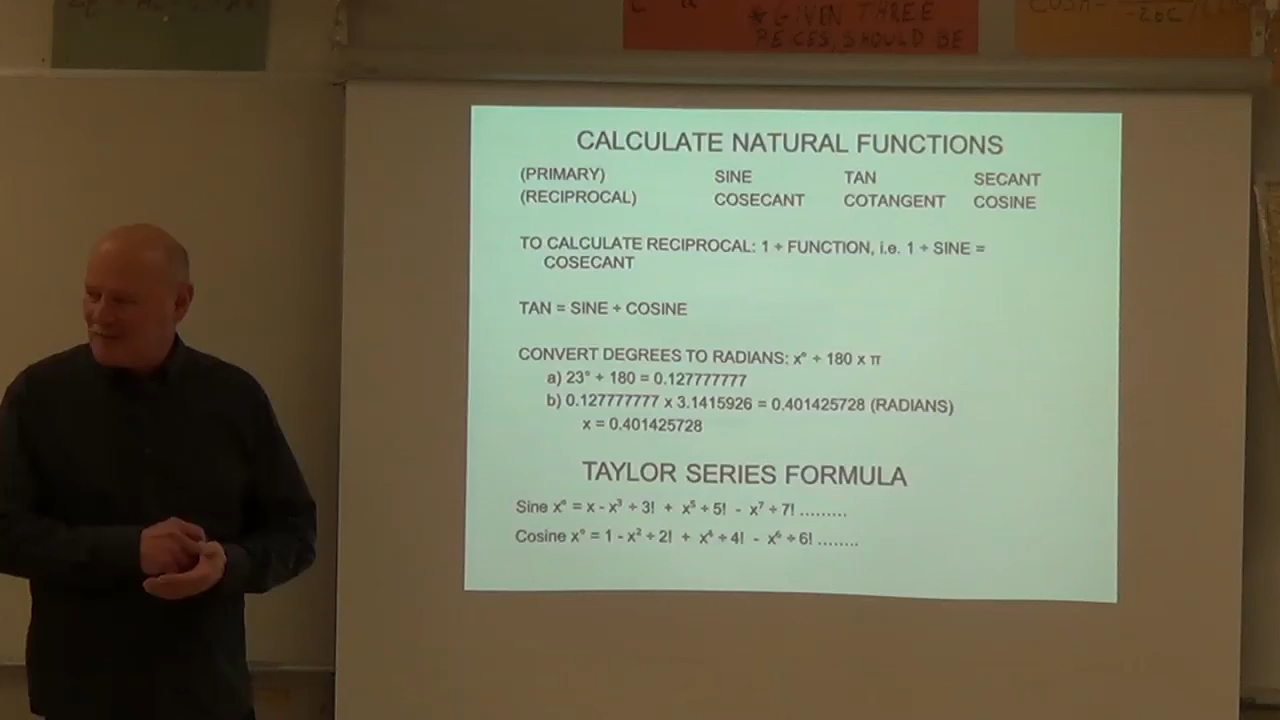 * GIVEN THREE
PIECES, SHOULD BE
CALCULATE NATURAL FUNCTIONS
(PRIMARY) SINE TAN SECANT
(RECIPROCAL) COSECANT COTANGENT COSINE
TO CALCULATE RECIPROCAL: 1 ÷ FUNCTION, i.e. 1 ÷ SINE =
COSECANT
TAN = SINE ÷ COSINE
CONVERT DEGREES TO RADIANS: x° ÷ 180 x π
a) 23° ÷ 180 = 0.127777777
b) 0.127777777 x 3.1415926 = 0.401425728 (RADIANS)
x = 0.401425728
TAYLOR SERIES FORMULA
Sine x° = x - x³ ÷ 3! + x⁵ ÷ 5! - x⁷ ÷ 7! .........
Cosine x° = 1 - x² ÷ 2! + x⁴ ÷ 4! - x⁶ ÷ 6! ........